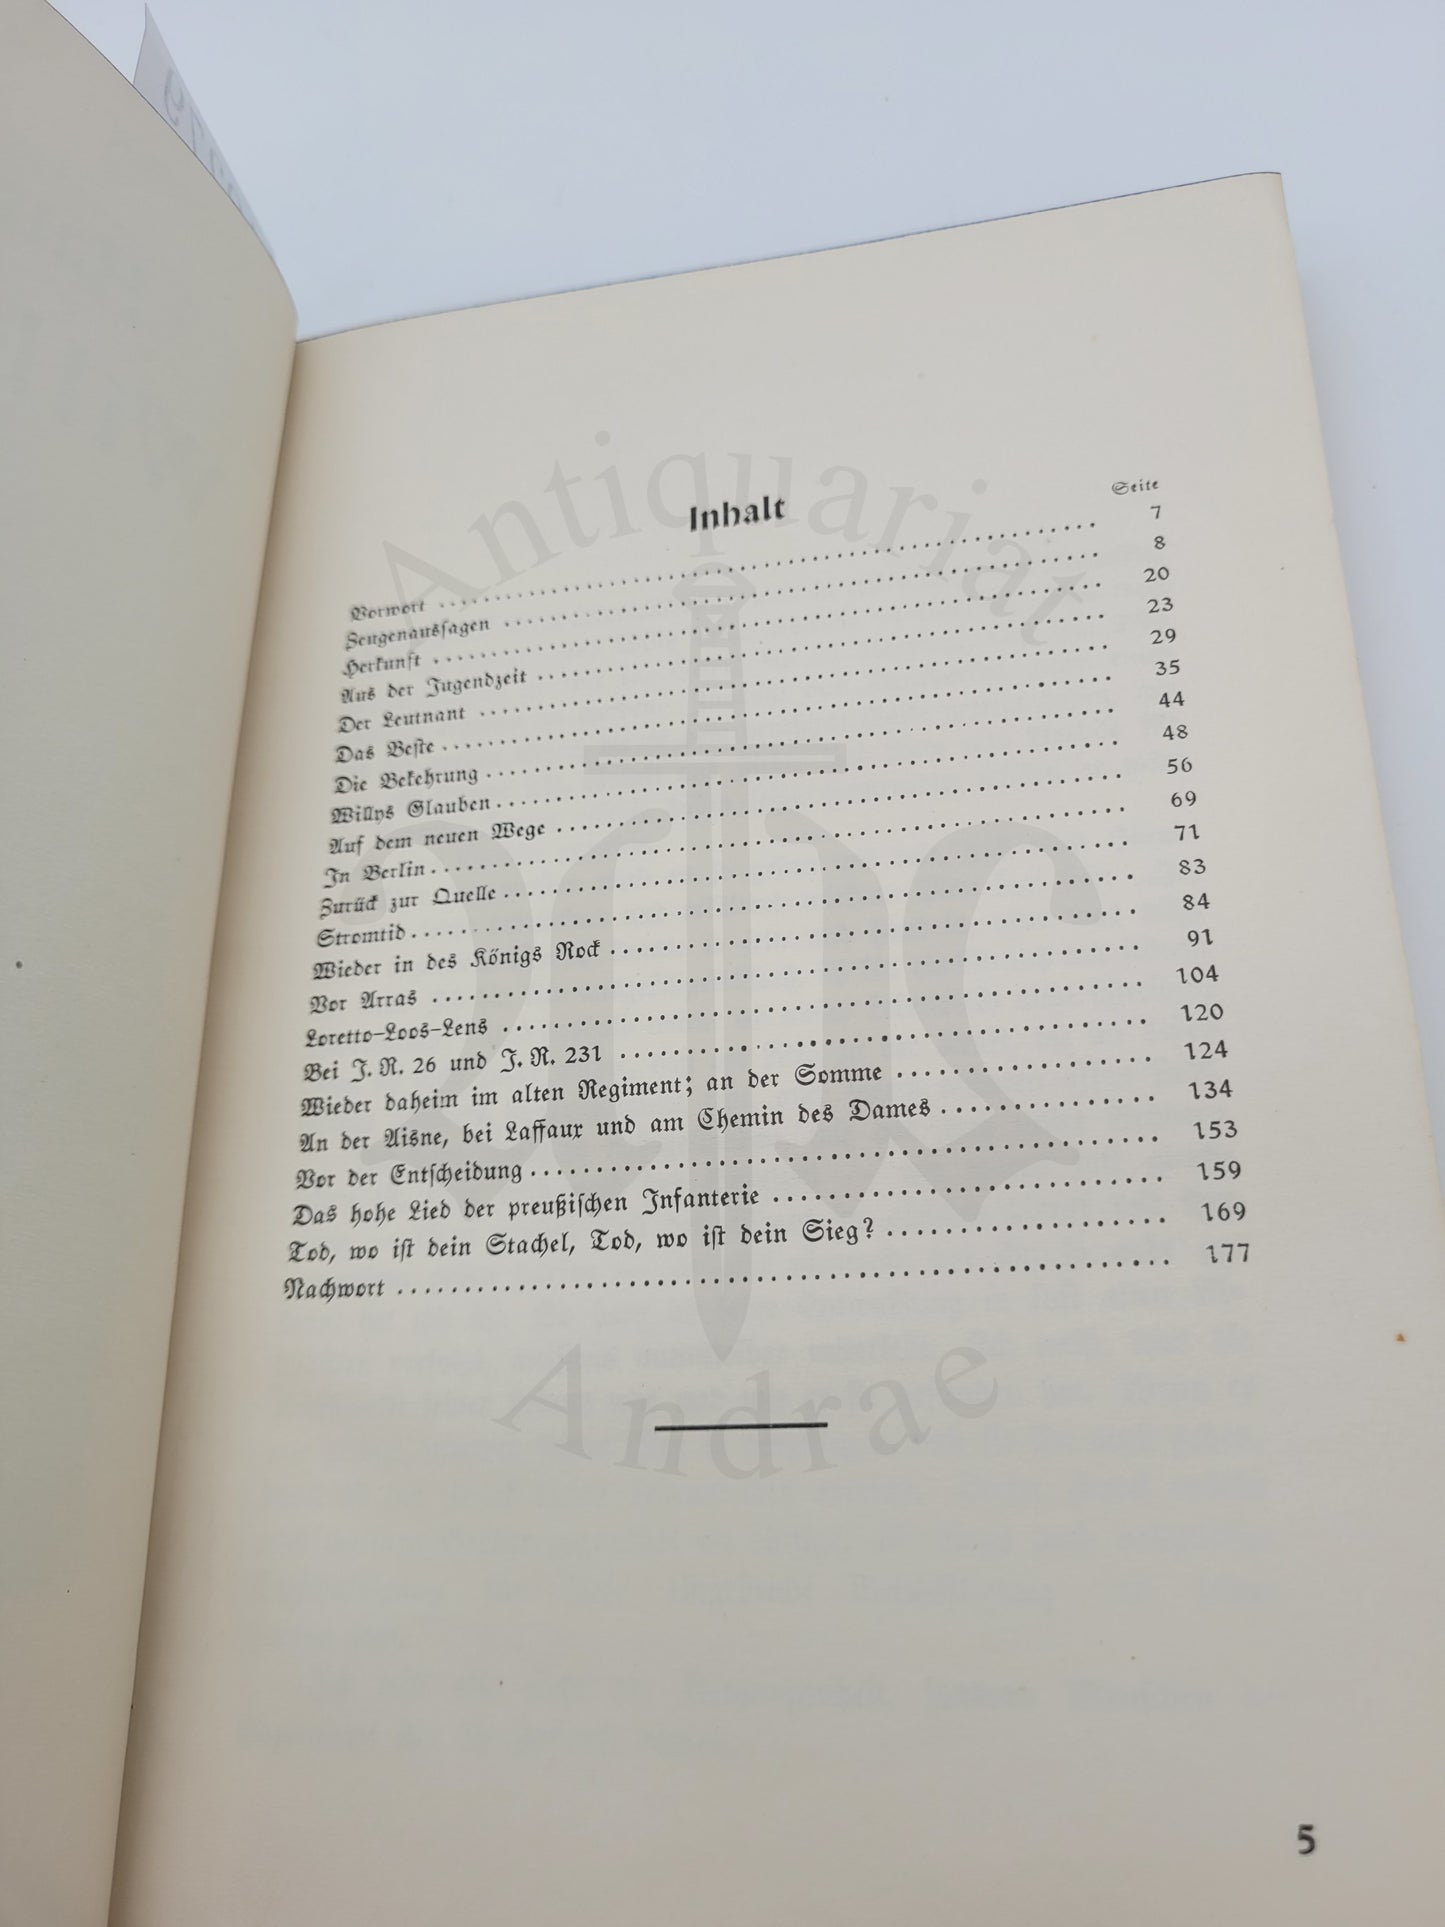 Antiquariat
Inhalt
Seite
Vorwort ........ 7
Zeugenaussagen ........ 8
Herkunft ........ 20
Aus der Jugendzeit ........ 23
Der Leutnant ........ 29
Das Beste ........ 35
Die Bekehrung ........ 44
Willys Glauben ........ 48
Auf dem neuen Wege ........ 56
In Berlin ........ 69
Zurück zur Quelle ........ 71
Stromtid ........ 83
Wieder in des Königs Rock ........ 84
Vor Arras ........ 91
Loretto–Loos–Lens ........ 104
Bei J. R. 26 und J. R. 231 ........ 120
Wieder daheim im alten Regiment; an der Somme ........ 124
An der Aisne, bei Laffaux und am Chemin des Dames ........ 134
Vor der Entscheidung ........ 153
Das hohe Lied der preußischen Infanterie ........ 159
Tod, wo ist dein Stachel, Tod, wo ist dein Sieg? ........ 169
Nachwort ........ 177
Andrae
5